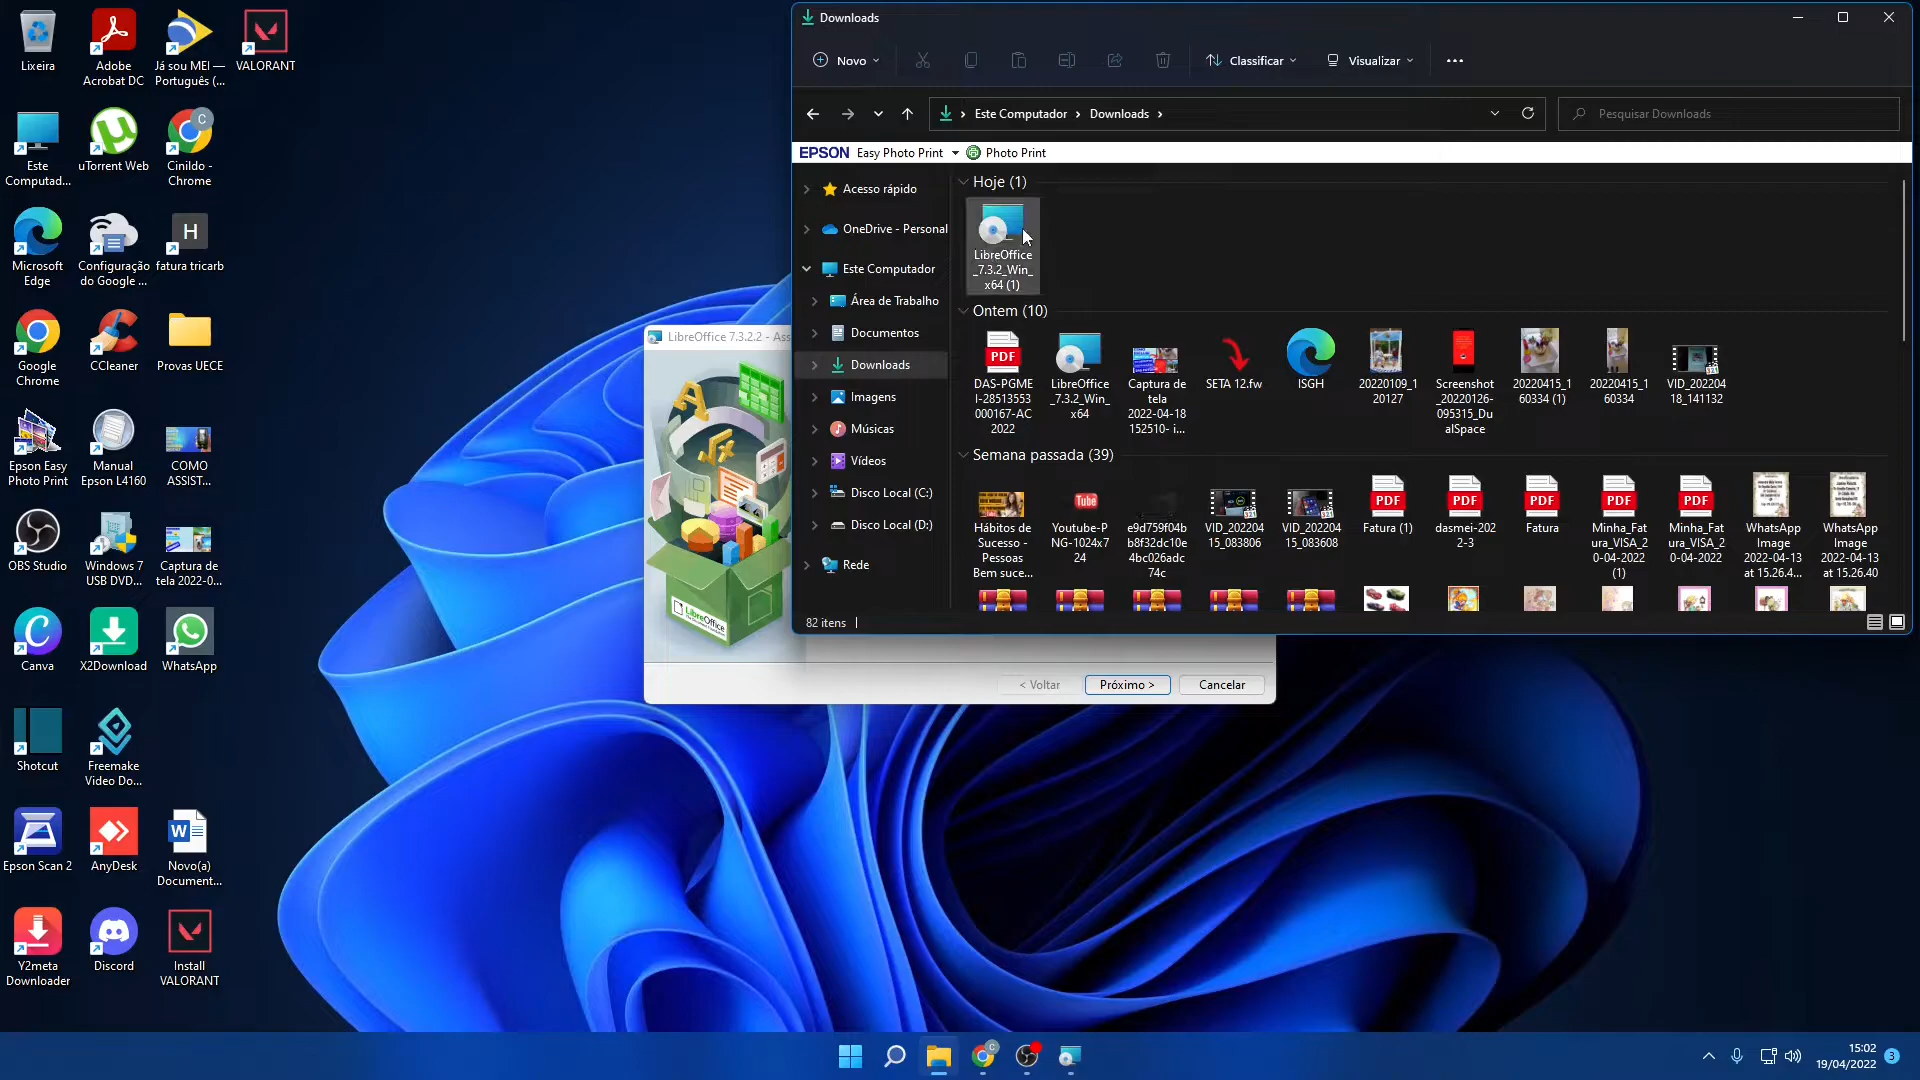 Lixeira
Adobe
Acrobat DC
Já sou MEI —
Português (...
VALORANT
Este
Computad...
uTorrent Web
Cinildo -
Chrome
Microsoft
Edge
Configuração
do Google ...
H
fatura tricarb
Google
Chrome
CCleaner
Provas UECE
Epson Easy
Photo Print
Manual
Epson L4160
COMO
ASSIST...
OBS Studio
Windows 7
USB DVD...
Captura de
tela 2022-0...
Canva
X2Download
WhatsApp
Shotcut
Freemake
Video Do...
Epson Scan 2
AnyDesk
Novo(a)
Document...
Y2meta
Downloader
Discord
Install
VALORANT
LibreOffice 7.3.2.2 - Ass
LibreOffice
< Voltar
Próximo >
Cancelar
Downloads
Novo
Classificar
Visualizar
Este Computador
Downloads
Pesquisar Downloads
EPSON Easy Photo Print
Photo Print
Acesso rápido
OneDrive - Personal
Este Computador
Área de Trabalho
Documentos
Downloads
Imagens
Músicas
Vídeos
Disco Local (C:)
Disco Local (D:)
Rede
Hoje (1)
LibreOffice
_7.3.2_Win_
x64 (1)
Ontem (10)
PDF
DAS-PGME
I-28513553
000167-AC
2022
LibreOffice
_7.3.2_Win_
x64
Captura de
tela
2022-04-18
152510- i...
SETA 12.fw
ISGH
20220109_1
20127
Screenshot
_20220126-
095315_Du
alSpace
20220415_1
60334 (1)
20220415_1
60334
VID_202204
18_141132
Semana passada (39)
Hábitos de
Sucesso -
Pessoas
Bem suce...
Tube
Youtube-P
NG-1024x7
24
e9d759f04b
b8f32dc10e
4bc026adc
74c
VID_202204
15_083806
VID_202204
15_083608
PDF
Fatura (1)
PDF
dasmei-202
2-3
PDF
Fatura
PDF
Minha_Fat
ura_VISA_2
0-04-2022
(1)
PDF
Minha_Fat
ura_VISA_2
0-04-2022
WhatsApp
Image
2022-04-13
at 15.26.4...
WhatsApp
Image
2022-04-13
at 15.26.40
82 itens
C
15:02
19/04/2022
3